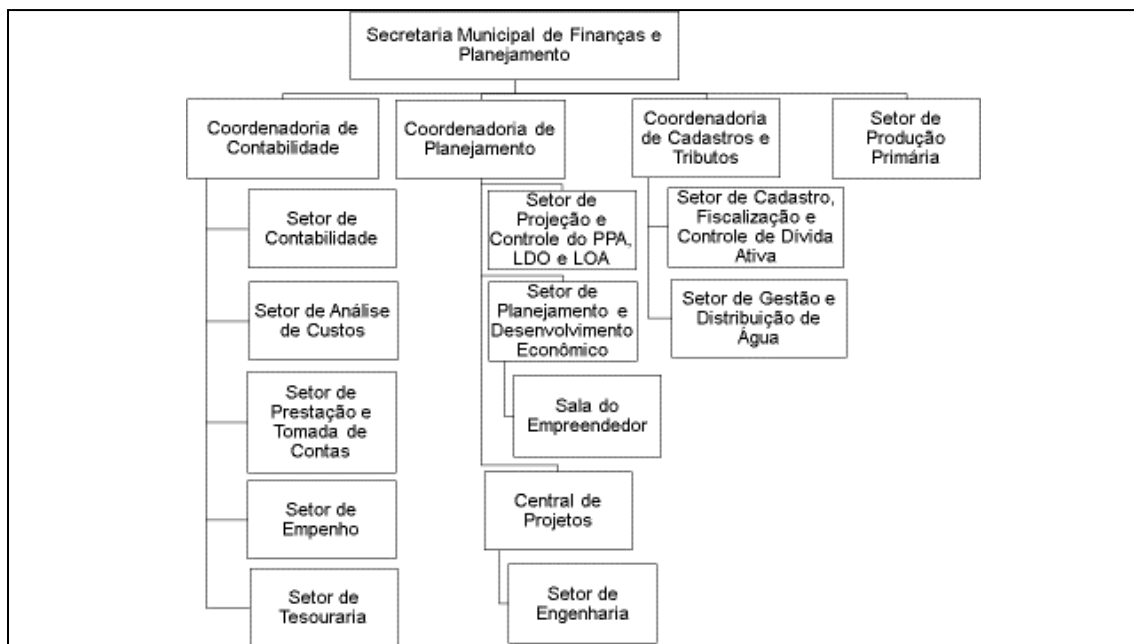 Secretaria Municipal de Finanças e
Planejamento
Coordenadoria de
Contabilidade
Setor de
Contabilidade
Setor de Análise
de Custos
Setor de
Prestação e
Tomada de
Contas
Setor de
Empenho
Setor de
Tesouraria
Coordenadoria de
Planejamento
Setor de
Projeção e
Controle do PPA,
LDO e LOA
Setor de
Planejamento e
Desenvolvimento
Econômico
Sala do
Empreendedor
Central de
Projetos
Setor de
Engenharia
Coordenadoria
de Cadastros e
Tributos
Setor de Cadastro,
Fiscalização e
Controle de Dívida
Ativa
Setor de Gestão e
Distribuição de
Água
Setor de
Produção
Primária